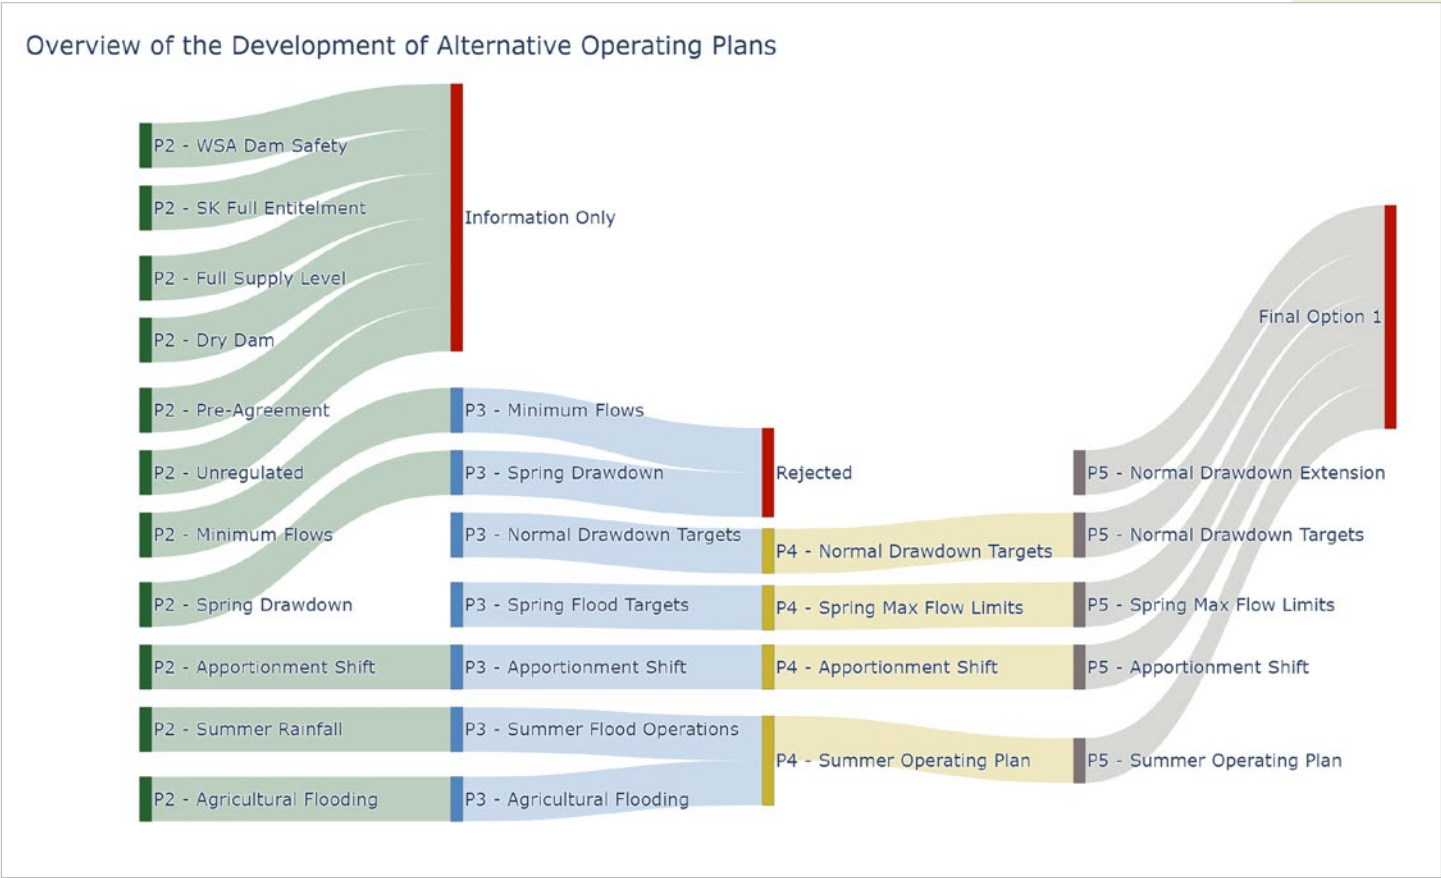 Overview of the Development of Alternative Operating Plans
P2 - WSA Dam Safety
P2 - SK Full Entitelment
P2 - Full Supply Level
P2 - Dry Dam
P2 - Pre-Agreement
P2 - Unregulated
P2 - Minimum Flows
P2 - Spring Drawdown
P2 - Apportionment Shift
P2 - Summer Rainfall
P2 - Agricultural Flooding
Information Only
P3 - Minimum Flows
P3 - Spring Drawdown
P3 - Normal Drawdown Targets
P3 - Spring Flood Targets
P3 - Apportionment Shift
P3 - Summer Flood Operations
P3 - Agricultural Flooding
Rejected
P4 - Normal Drawdown Targets
P4 - Spring Max Flow Limits
P4 - Apportionment Shift
P4 - Summer Operating Plan
P5 - Normal Drawdown Extension
P5 - Normal Drawdown Targets
P5 - Spring Max Flow Limits
P5 - Apportionment Shift
P5 - Summer Operating Plan
Final Option 1